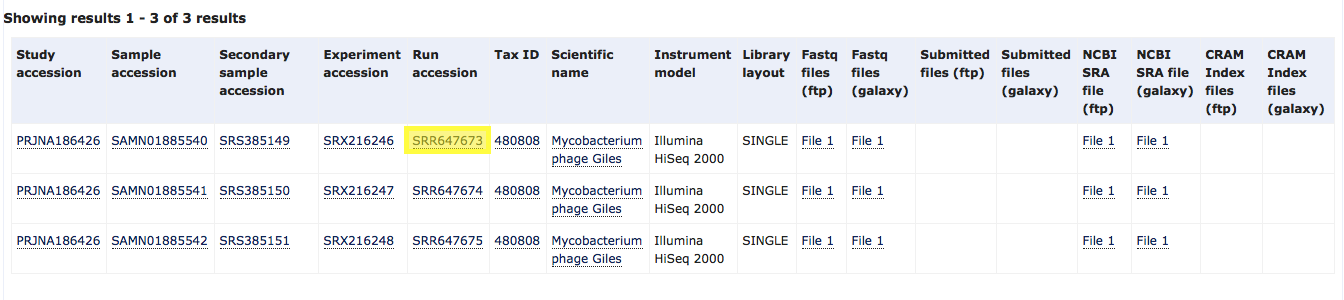 Showing results 1 - 3 of 3 results
Study accession Sample accession Secondary sample accession Experiment accession Run accession Tax ID Scientific name Instrument model Library layout Fastq files (ftp) Fastq files (galaxy) Submitted files (ftp) Submitted files (galaxy) NCBI SRA file (ftp) NCBI SRA file (galaxy) CRAM Index files (ftp) CRAM Index files (galaxy)
PRJNA186426 SAMN01885540 SRS385149 SRX216246 SRR647673 480808 Mycobacterium phage Giles Illumina HiSeq 2000 SINGLE File 1 File 1 File 1 File 1
PRJNA186426 SAMN01885541 SRS385150 SRX216247 SRR647674 480808 Mycobacterium phage Giles Illumina HiSeq 2000 SINGLE File 1 File 1 File 1 File 1
PRJNA186426 SAMN01885542 SRS385151 SRX216248 SRR647675 480808 Mycobacterium phage Giles Illumina HiSeq 2000 SINGLE File 1 File 1 File 1 File 1